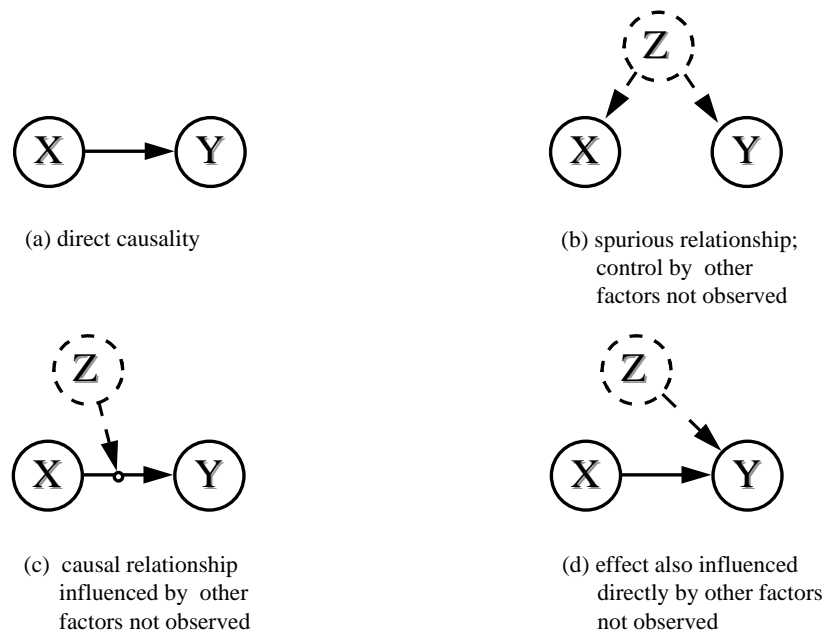 Z
X Y
X Y
(a) direct causality
(b) spurious relationship;
control by other
factors not observed
Z
Z
X Y
X Y
(c) causal relationship
influenced by other
factors not observed
(d) effect also influenced
directly by other factors
not observed